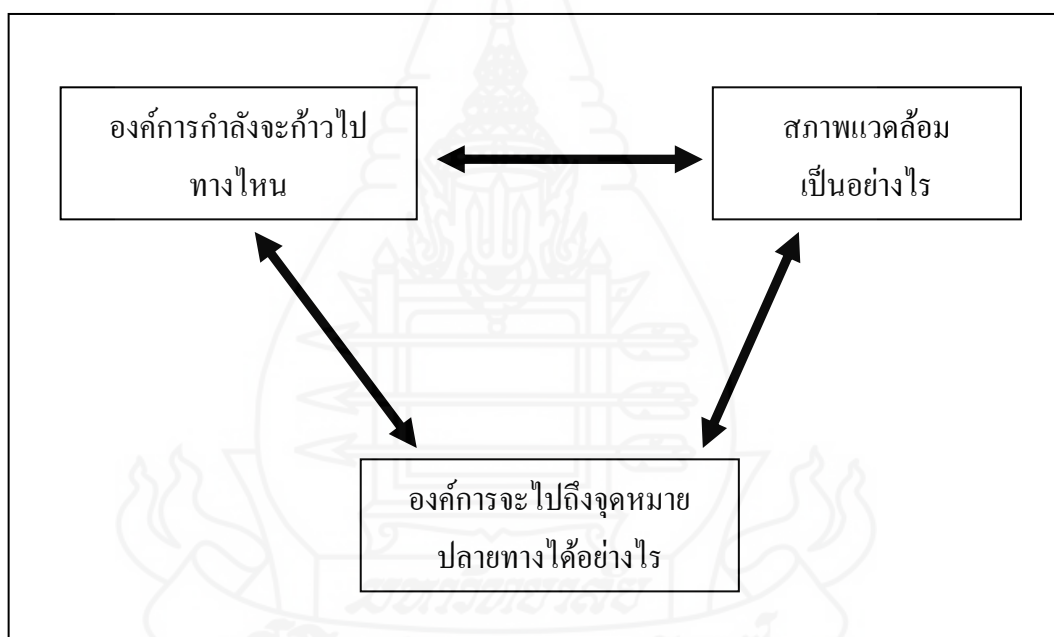 องค์การกำลังจะก้าวไป
ทางไหน
สภาพแวดล้อม
เป็นอย่างไร
องค์การจะไปถึงจุดหมาย
ปลายทางได้อย่างไร